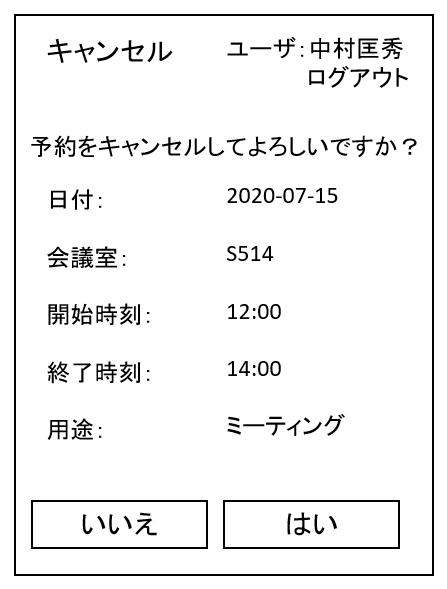 キャンセル
ユーザ：中村匡秀
ログアウト
予約をキャンセルしてよろしいですか？
日付： 2020-07-15
会議室： S514
開始時刻： 12:00
終了時刻： 14:00
用途： ミーティング
いいえ はい